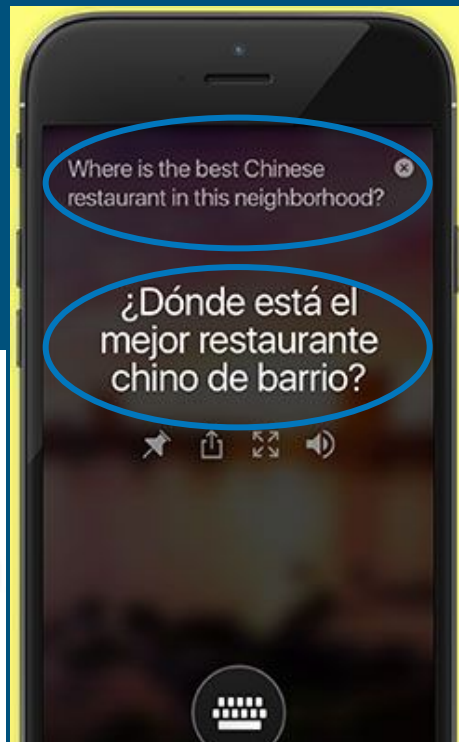 Where is the best Chinese
restaurant in this neighborhood?
¿Dónde está el
mejor restaurante
chino de barrio?